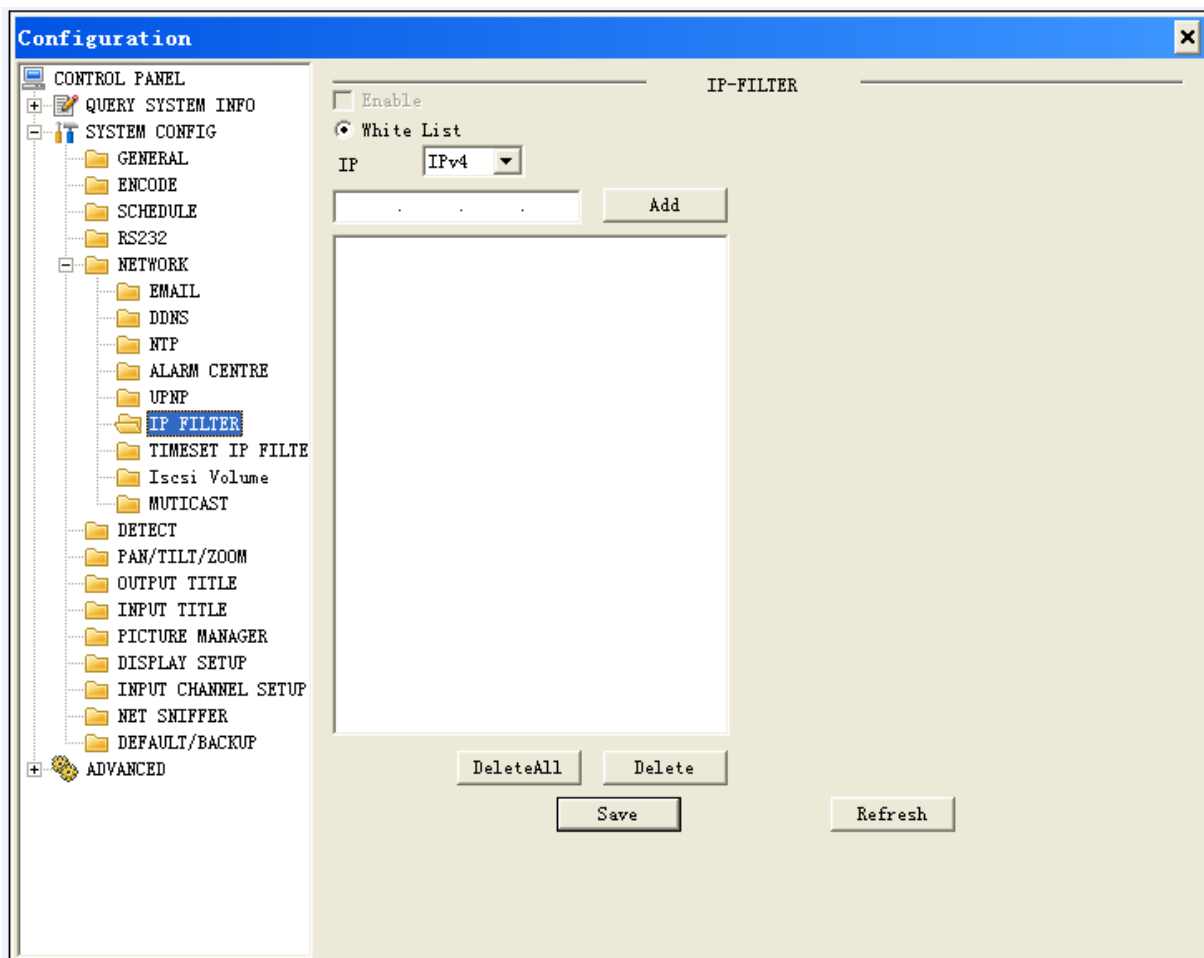 Configuration
CONTROL PANEL
QUERY SYSTEM INFO
SYSTEM CONFIG
GENERAL
ENCODE
SCHEDULE
RS232
NETWORK
EMAIL
DDNS
NTP
ALARM CENTRE
UPNP
IP FILTER
TIMESET IP FILTE
Iscsi Volume
MUTICAST
DETECT
PAN/TILT/ZOOM
OUTPUT TITLE
INPUT TITLE
PICTURE MANAGER
DISPLAY SETUP
INPUT CHANNEL SETUP
NET SNIFFER
DEFAULT/BACKUP
ADVANCED
IP-FILTER
Enable
White List
IP IPv4
. . . Add
DeleteAll Delete
Save Refresh